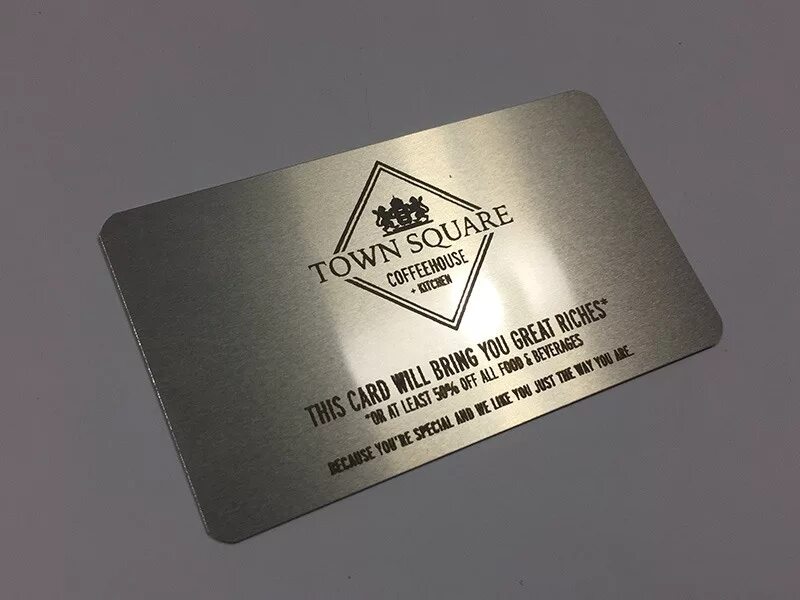 TOWN SQUARE
COFFEEHOUSE
+ KITCHEN
THIS CARD WILL BRING YOU GREAT RICHES*
*OR AT LEAST 50% OFF ALL FOOD & BEVERAGES
BECAUSE YOU'RE SPECIAL AND WE LIKE YOU JUST THE WAY YOU ARE.